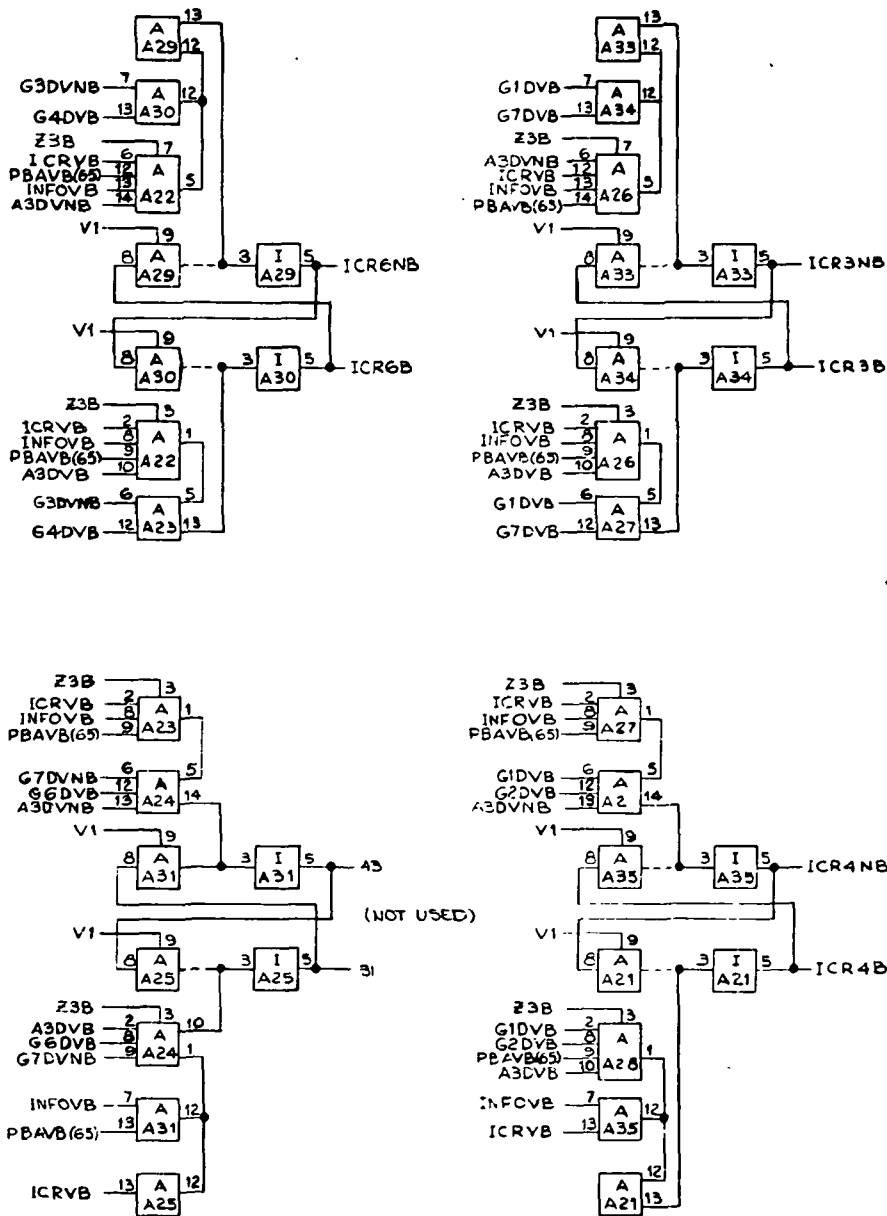 13
A
A29
12
7
G3DVNB
A
A30
12
13
G4DVB
Z3B
7
ICRVB 6
PBAVB(65) 12
INFOVB 13
A3DVNB 14
A
A22
5
V1
9
8
A
A29
3
I
A29
5
ICR6NB
V1
9
8
A
A30
3
I
A30
5
ICR6B
Z3B
3
ICRVB 2
INFOVB 8
PBAVB(65) 9
A3DVB 10
A
A22
1
G3DVNB 6
G4DVB 12
A
A23
5
13
13
A
A33
12
7
G1DVB
A
A34
12
13
G7DVB
Z3B
7
A3DVNB 6
ICRVB 12
INFOVB 13
PBAVB(65) 14
A
A26
5
V1
9
8
A
A33
3
I
A33
5
ICR3NB
V1
9
8
A
A34
3
I
A34
5
ICR3B
Z3B
3
ICRVB 2
INFOVB 8
PBAVB(65) 9
A3DVB 10
A
A26
1
G1DVB 6
G7DVB 12
A
A27
5
13
Z3B
3
ICRVB 2
INFOVB 8
PBAVB(65) 9
A
A23
1
G7DVNB 6
G6DVB 12
A3DVNB 13
A
A24
5
14
V1
9
8
A
A31
3
I
A31
5
43
(NOT USED)
V1
9
8
A
A25
3
I
A25
5
31
Z3B
3
A3DVB 2
G6DVB 8
G7DVNB 9
A
A24
10
1
INFOVB 7
PBAVB(65) 13
A
A31
12
ICRVB 13
A
A25
12
Z3B
3
ICRVB 2
INFOVB 8
PBAVB(65) 9
A
A27
1
G1DVB 6
G2DVB 12
A3DVNB 13
A
A2
5
14
V1
9
8
A
A35
3
I
A35
5
ICR4NB
V1
9
8
A
A21
3
I
A21
5
ICR4B
Z3B
3
G1DVB 2
G2DVB 8
PBAVB(65) 9
A3DVB 10
A
A28
1
INFOVB 7
ICRVB 13
A
A35
12
A
A21
12
13